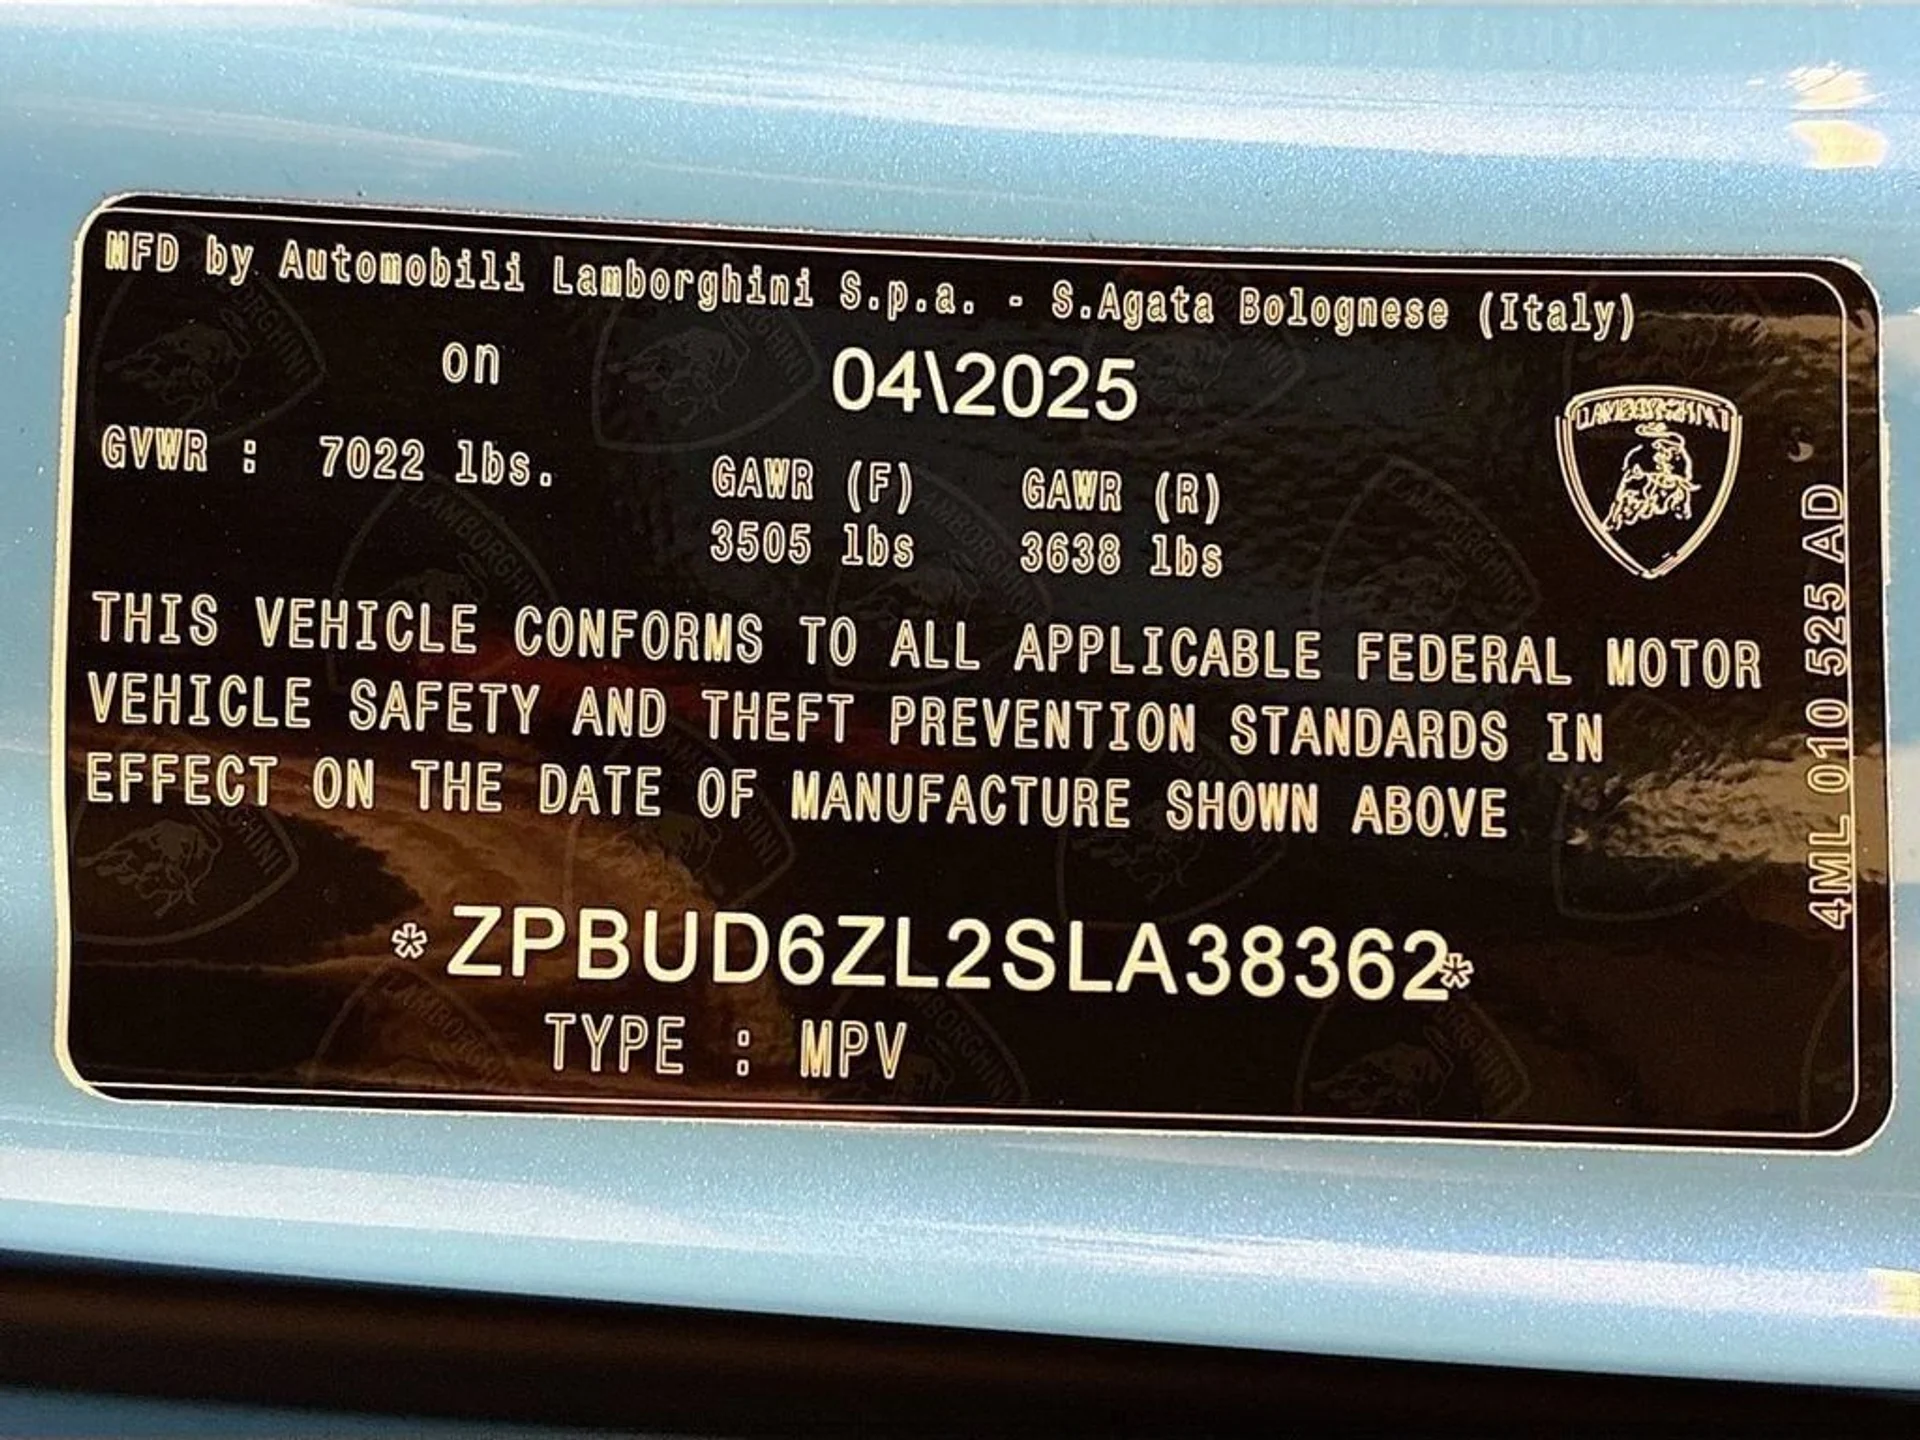 MFD by Automobili Lamborghini S.p.a. - S.Agata Bolognese (Italy)
on 04\2025
GVWR : 7022 lbs. GAWR (F) GAWR (R)
3505 lbs 3638 lbs
LAMBORGHINI
THIS VEHICLE CONFORMS TO ALL APPLICABLE FEDERAL MOTOR
VEHICLE SAFETY AND THEFT PREVENTION STANDARDS IN
EFFECT ON THE DATE OF MANUFACTURE SHOWN ABOVE
*ZPBUD6ZL2SLA38362*
TYPE : MPV
4ML 010 525 AD